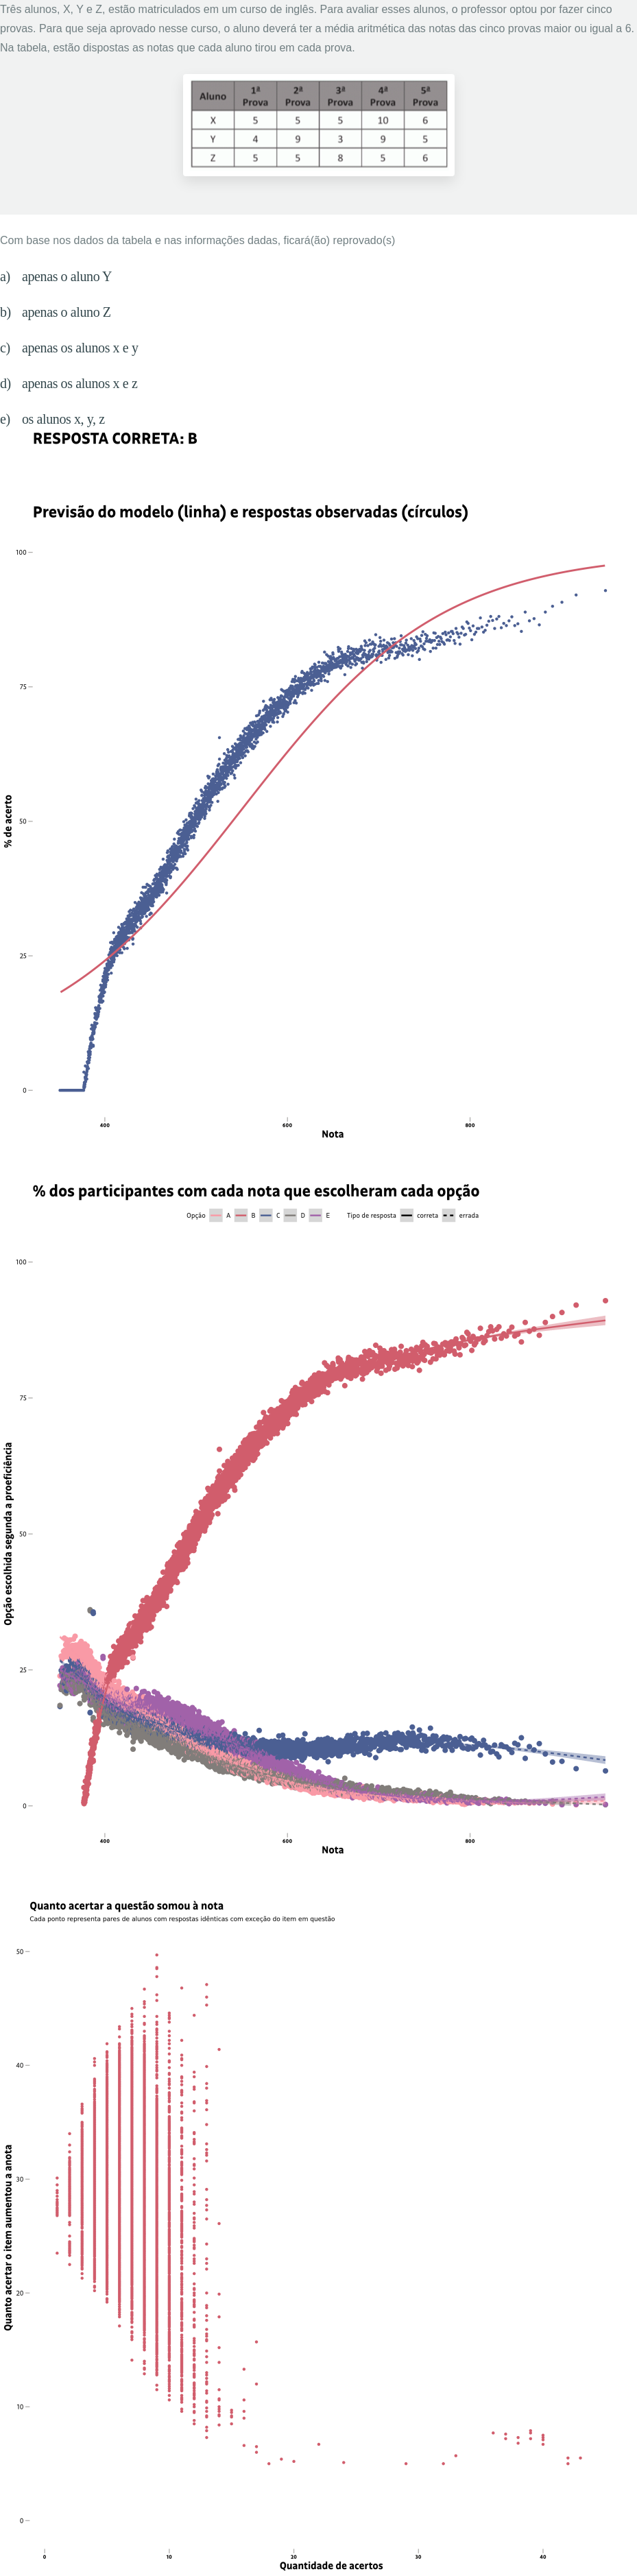 Três alunos, X, Y e Z, estão matriculados em um curso de inglês. Para avaliar esses alunos, o professor optou por fazer cinco
provas. Para que seja aprovado nesse curso, o aluno deverá ter a média aritmética das notas das cinco provas maior ou igual a 6.
Na tabela, estão dispostas as notas que cada aluno tirou em cada prova.
Aluno 1ª Prova 2ª Prova 3ª Prova 4ª Prova 5ª Prova
X 5 5 5 10 6
Y 4 9 3 9 5
Z 5 5 8 5 6
Com base nos dados da tabela e nas informações dadas, ficará(ão) reprovado(s)
a) apenas o aluno Y
b) apenas o aluno Z
c) apenas os alunos x e y
d) apenas os alunos x e z
e) os alunos x, y, z
RESPOSTA CORRETA: B
Previsão do modelo (linha) e respostas observadas (círculos)
100
75
50
25
0
% de acerto
400 600 800
Nota
% dos participantes com cada nota que escolheram cada opção
Opção A B C D E Tipo de resposta correta errada
100
75
50
25
0
Opção escolhida segunda a proeficiência
400 600 800
Nota
Quanto acertar a questão somou à nota
Cada ponto representa pares de alunos com respostas idênticas com exceção do item em questão
50
40
30
20
10
0
Quanto acertar o item aumentou a anota
0 10 20 30 40
Quantidade de acertos